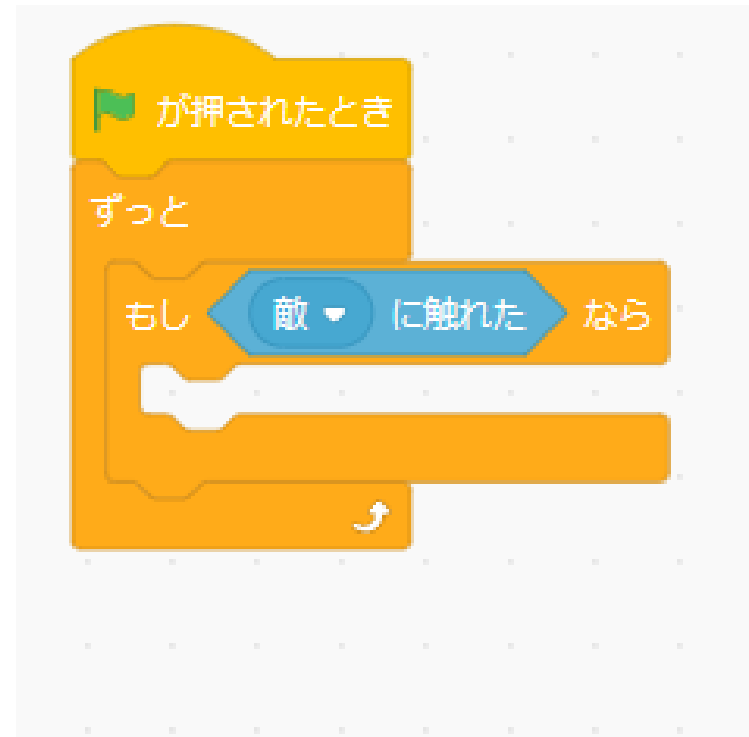 が押されたとき
ずっと
もし 敵 に触れた なら